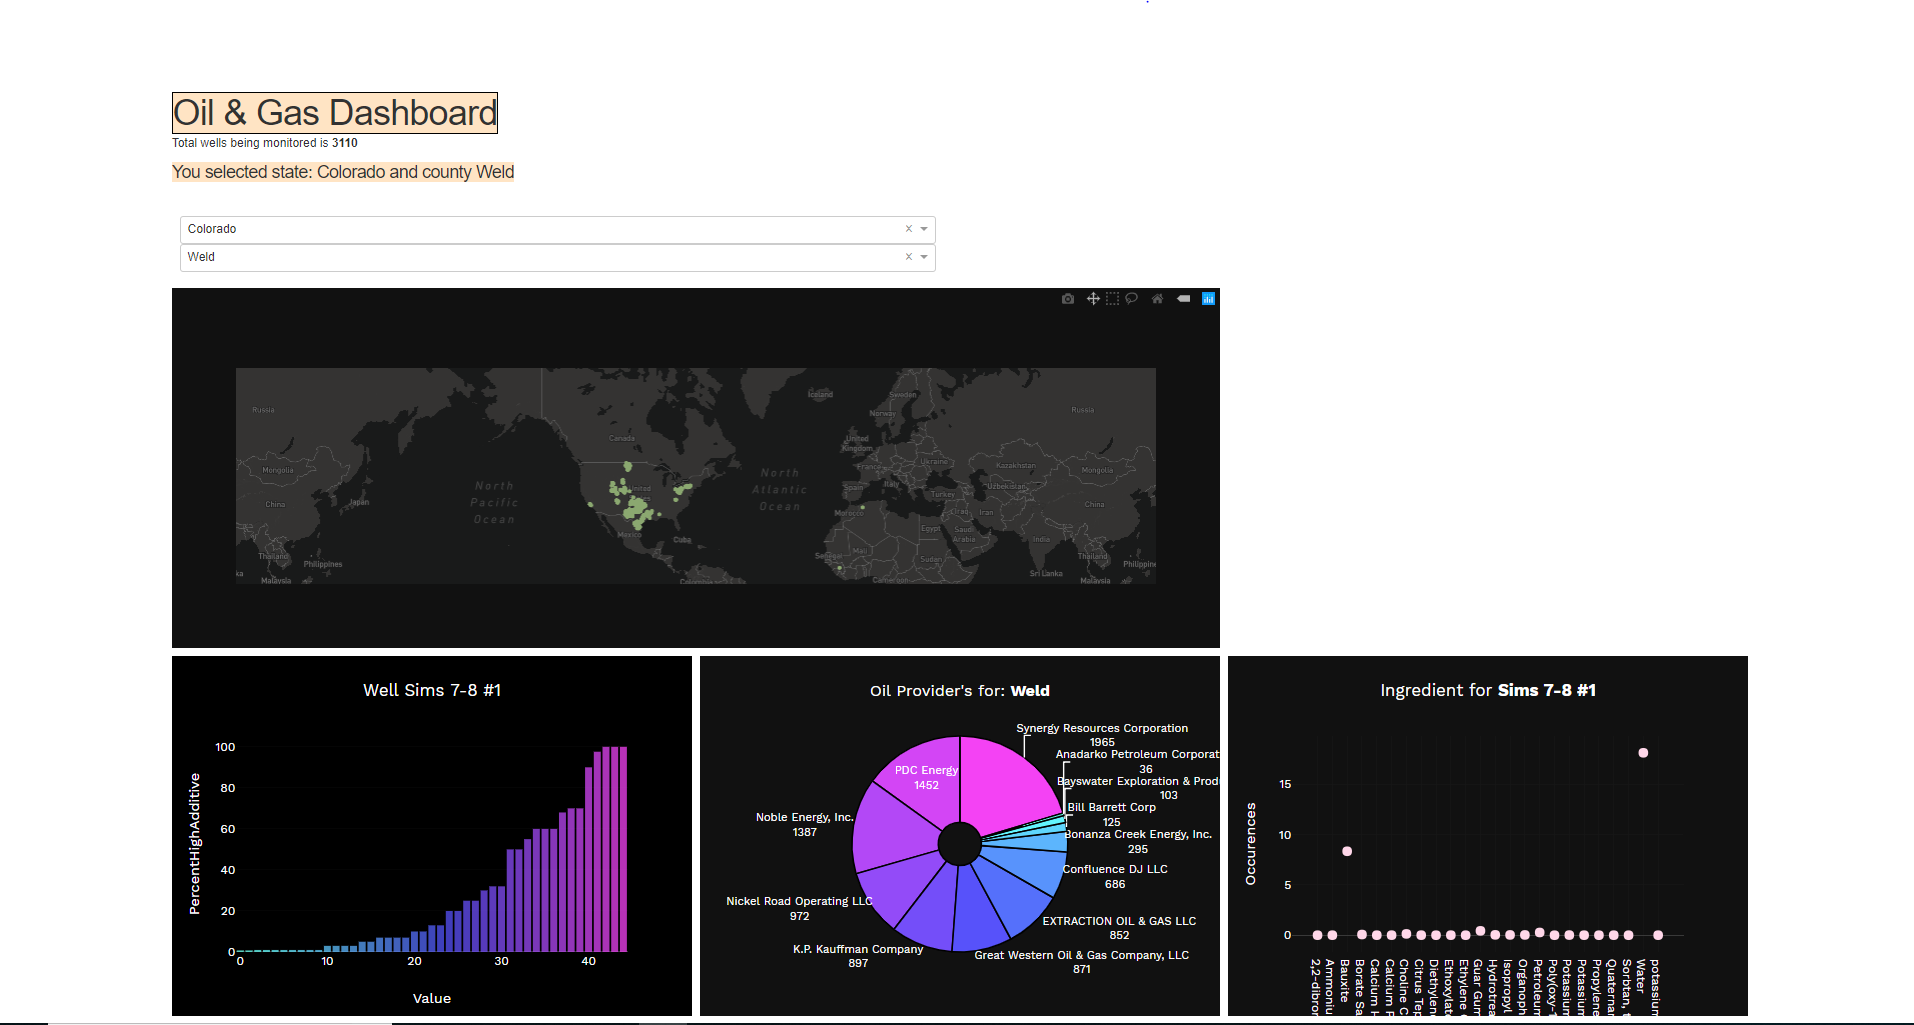 Oil & Gas Dashboard
Total wells being monitored is 3110
You selected state: Colorado and county Weld
Colorado
Weld
Russia
Mongolia
China
Japan
Thailand
Philippines
Malaysia
North
Pacific
Ocean
Canada
United
Mexico
Cuba
North
Atlantic
Ocean
Iceland
Sweden
Norway
United
Kingdom
France
Spain
Italy
Ukraine
Turkey
Morocco
Mali
Senegal
Egypt
Sudan
Cameroon
Iraq
Iran
Saudi
Arabia
Kazakhstan
Uzbekistan
India
Sri Lanka
Russia
Mongolia
China
Thailand
Philippine
Malaysia
Well Sims 7-8 #1
PercentHighAdditive
100
80
60
40
20
0
0
10
20
30
40
Value
Oil Provider's for: Weld
Synergy Resources Corporation
1965
Anadarko Petroleum Corporat
36
Bayswater Exploration & Produ
103
Bill Barrett Corp
125
Bonanza Creek Energy, Inc.
295
Confluence DJ LLC
686
EXTRACTION OIL & GAS LLC
852
Great Western Oil & Gas Company, LLC
871
K.P. Kauffman Company
897
Nickel Road Operating LLC
972
Noble Energy, Inc.
1387
PDC Energy
1452
Ingredient for Sims 7-8 #1
Occurences
15
10
5
0
2,2-dibror
Ammoniu
Bauxite
Borate Sa
Calcium
Calcium
Choline C
Citrus Ter
Diethylen
Ethoxylat
Ethylene
Guar Gum
Hydrotrea
Isopropyl
Organoph
Petroleum
Poly(oxy-1
Potassium
Potassium
Propylene
Quaternar
Sorbitan, t
Water
potassium